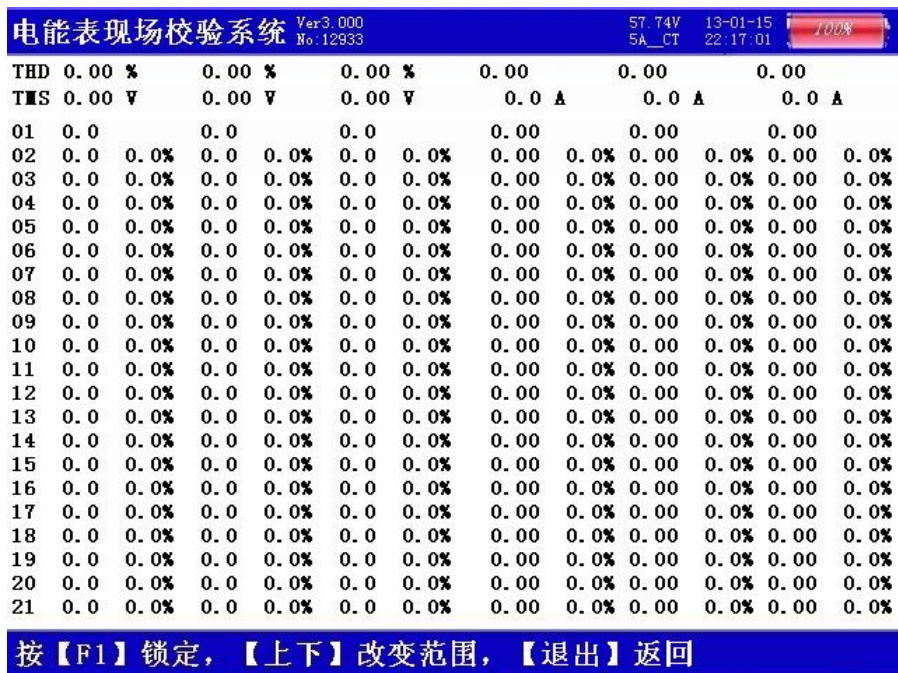 电能表现场校验系统 Ver3.000 57.74V 13-01-15 100%
No:12933 5A__CT 22:17:01
THD 0.00 % 0.00 % 0.00 % 0.00 0.00 0.00
TMS 0.00 V 0.00 V 0.00 V 0.0 A 0.0 A 0.0 A
01 0.0 0.0 0.0 0.00 0.00 0.00
02 0.0 0.0% 0.0 0.0% 0.0 0.0% 0.00 0.0% 0.00 0.0% 0.00 0.0%
03 0.0 0.0% 0.0 0.0% 0.0 0.0% 0.00 0.0% 0.00 0.0% 0.00 0.0%
04 0.0 0.0% 0.0 0.0% 0.0 0.0% 0.00 0.0% 0.00 0.0% 0.00 0.0%
05 0.0 0.0% 0.0 0.0% 0.0 0.0% 0.00 0.0% 0.00 0.0% 0.00 0.0%
06 0.0 0.0% 0.0 0.0% 0.0 0.0% 0.00 0.0% 0.00 0.0% 0.00 0.0%
07 0.0 0.0% 0.0 0.0% 0.0 0.0% 0.00 0.0% 0.00 0.0% 0.00 0.0%
08 0.0 0.0% 0.0 0.0% 0.0 0.0% 0.00 0.0% 0.00 0.0% 0.00 0.0%
09 0.0 0.0% 0.0 0.0% 0.0 0.0% 0.00 0.0% 0.00 0.0% 0.00 0.0%
10 0.0 0.0% 0.0 0.0% 0.0 0.0% 0.00 0.0% 0.00 0.0% 0.00 0.0%
11 0.0 0.0% 0.0 0.0% 0.0 0.0% 0.00 0.0% 0.00 0.0% 0.00 0.0%
12 0.0 0.0% 0.0 0.0% 0.0 0.0% 0.00 0.0% 0.00 0.0% 0.00 0.0%
13 0.0 0.0% 0.0 0.0% 0.0 0.0% 0.00 0.0% 0.00 0.0% 0.00 0.0%
14 0.0 0.0% 0.0 0.0% 0.0 0.0% 0.00 0.0% 0.00 0.0% 0.00 0.0%
15 0.0 0.0% 0.0 0.0% 0.0 0.0% 0.00 0.0% 0.00 0.0% 0.00 0.0%
16 0.0 0.0% 0.0 0.0% 0.0 0.0% 0.00 0.0% 0.00 0.0% 0.00 0.0%
17 0.0 0.0% 0.0 0.0% 0.0 0.0% 0.00 0.0% 0.00 0.0% 0.00 0.0%
18 0.0 0.0% 0.0 0.0% 0.0 0.0% 0.00 0.0% 0.00 0.0% 0.00 0.0%
19 0.0 0.0% 0.0 0.0% 0.0 0.0% 0.00 0.0% 0.00 0.0% 0.00 0.0%
20 0.0 0.0% 0.0 0.0% 0.0 0.0% 0.00 0.0% 0.00 0.0% 0.00 0.0%
21 0.0 0.0% 0.0 0.0% 0.0 0.0% 0.00 0.0% 0.00 0.0% 0.00 0.0%
按【F1】锁定，【上下】改变范围，【退出】返回